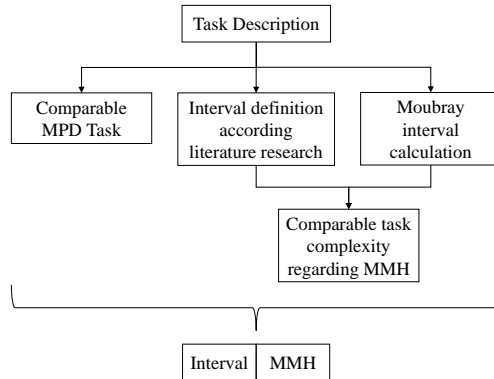 Task Description
Comparable
MPD Task
Interval definition
according
literature research
Moubray
interval
calculation
Comparable task
complexity
regarding MMH
Interval
MMH